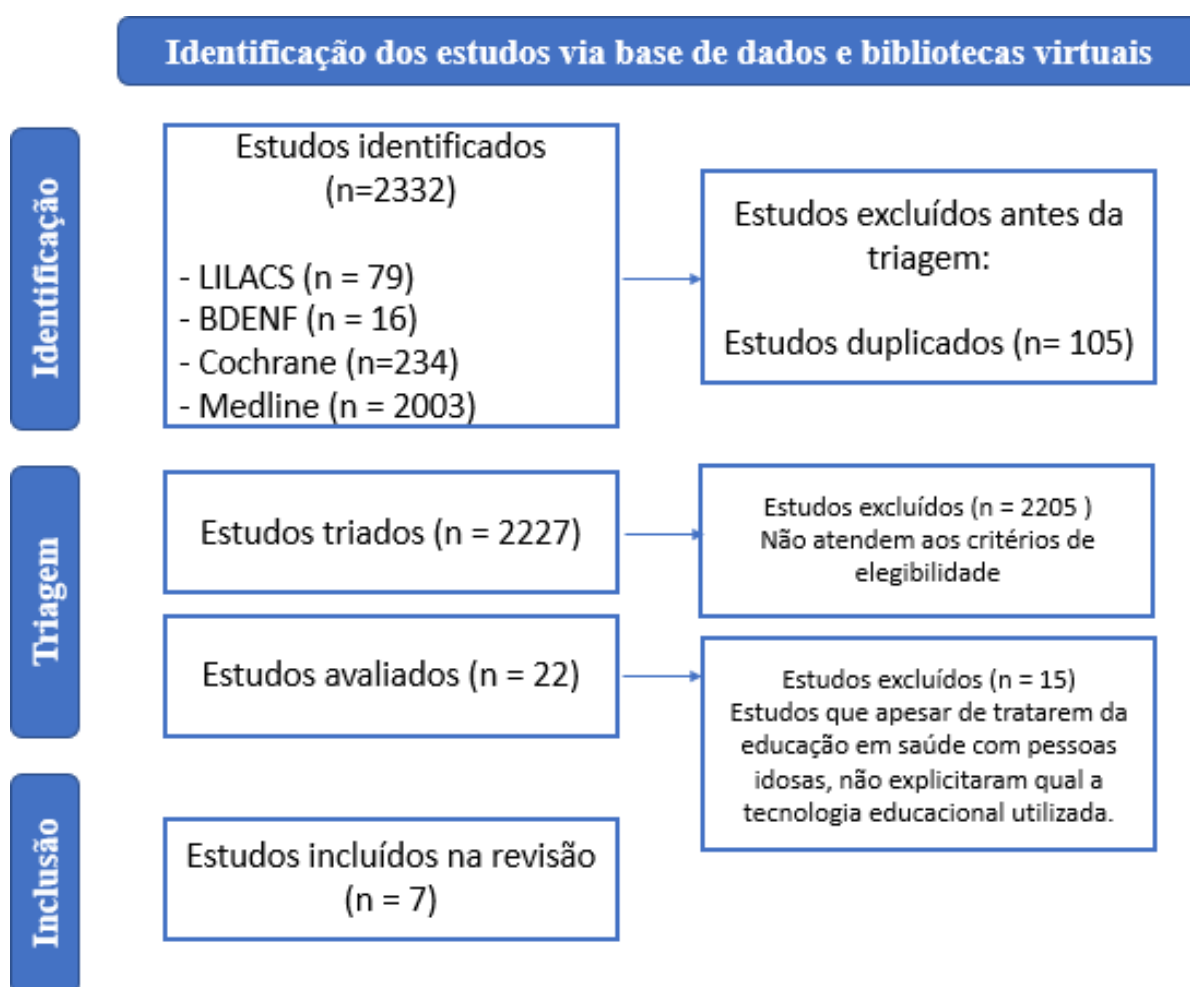 Identificação dos estudos via base de dados e bibliotecas virtuais
Identificação
Estudos identificados
(n=2332)
- LILACS (n = 79)
- BDENF (n = 16)
- Cochrane (n=234)
- Medline (n = 2003)
Estudos excluídos antes da
triagem:
Estudos duplicados (n= 105)
Triagem
Estudos triados (n = 2227)
Estudos excluídos (n = 2205 )
Não atendem aos critérios de
elegibilidade
Estudos avaliados (n = 22)
Estudos excluídos (n = 15)
Estudos que apesar de tratarem da
educação em saúde com pessoas
idosas, não explicitaram qual a
tecnologia educacional utilizada.
Inclusão
Estudos incluídos na revisão
(n = 7)